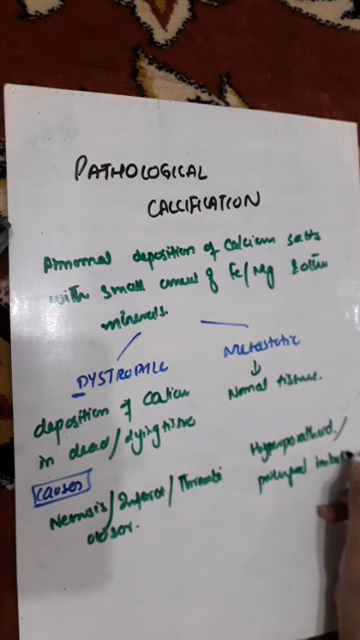 PATHOLOGICAL
CALCIFICATION
Abnormal deposition of calcium salts
with small amount of Fe/Mg & other
minerals
DYSTROPHIC
Metastatic
deposition of calcium
in dead/dying tissue
↓
Normal tissue.
Causes
Necrosis/Infarct/Thrombi
Hyperparathyroid/